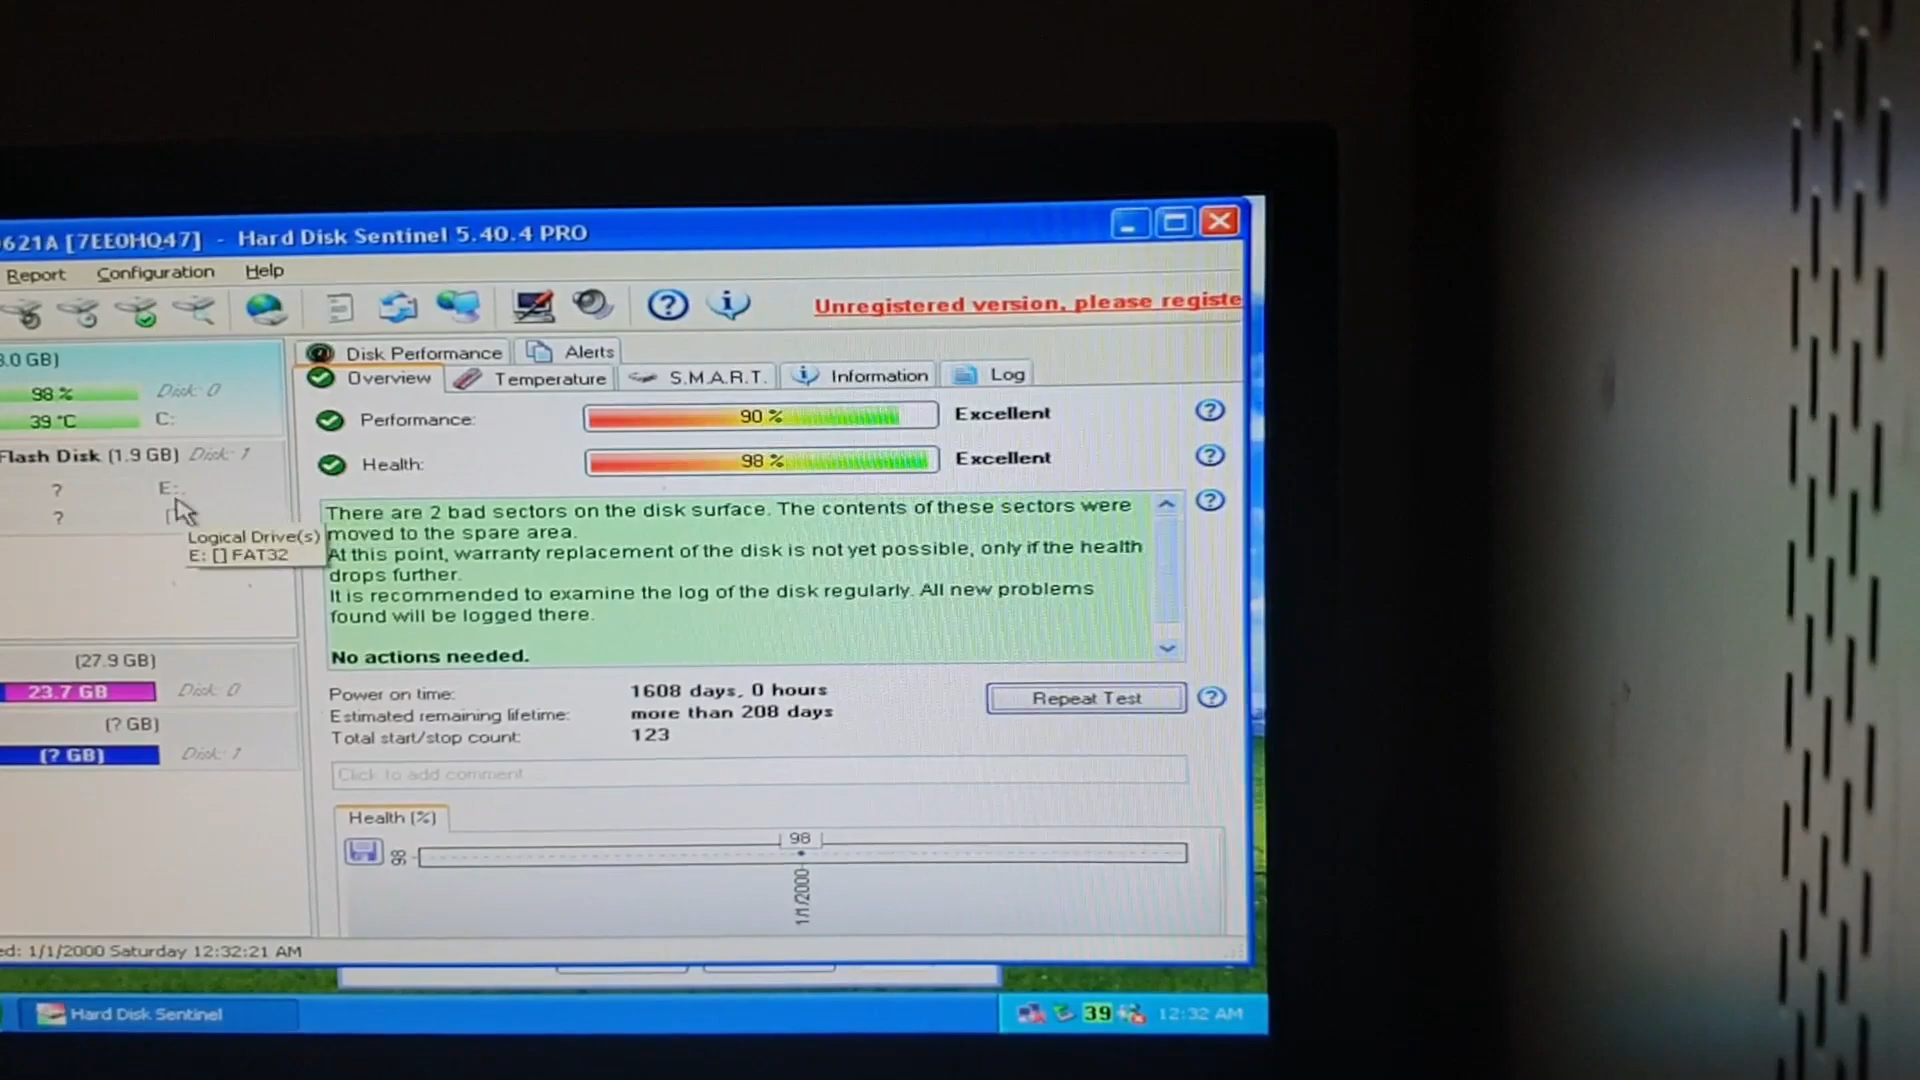 621A [7EE0HQ47] - Hard Disk Sentinel 5.40.4 PRO
Report Configuration Help
Unregistered version, please registe
.0 GB)
98 % Disk: 0
39 °C C:
Flash Disk (1.9 GB) Disk: 1
? E:
?
Logical Drive(s)
E: [] FAT32
(27.9 GB)
23.7 GB Disk: 0
(? GB)
(? GB) Disk: 1
Disk Performance Alerts
Overview Temperature S.M.A.R.T. Information Log
Performance: 90 % Excellent
Health: 98 % Excellent
There are 2 bad sectors on the disk surface. The contents of these sectors were
moved to the spare area.
At this point, warranty replacement of the disk is not yet possible, only if the health
drops further.
It is recommended to examine the log of the disk regularly. All new problems
found will be logged there.
No actions needed.
Power on time: 1608 days, 0 hours
Estimated remaining lifetime: more than 208 days
Total start/stop count: 123
Repeat Test
Click to add comment ...
Health (%)
98
98
1/1/2000
ed: 1/1/2000 Saturday 12:32:21 AM
Hard Disk Sentinel
39 12:32 AM